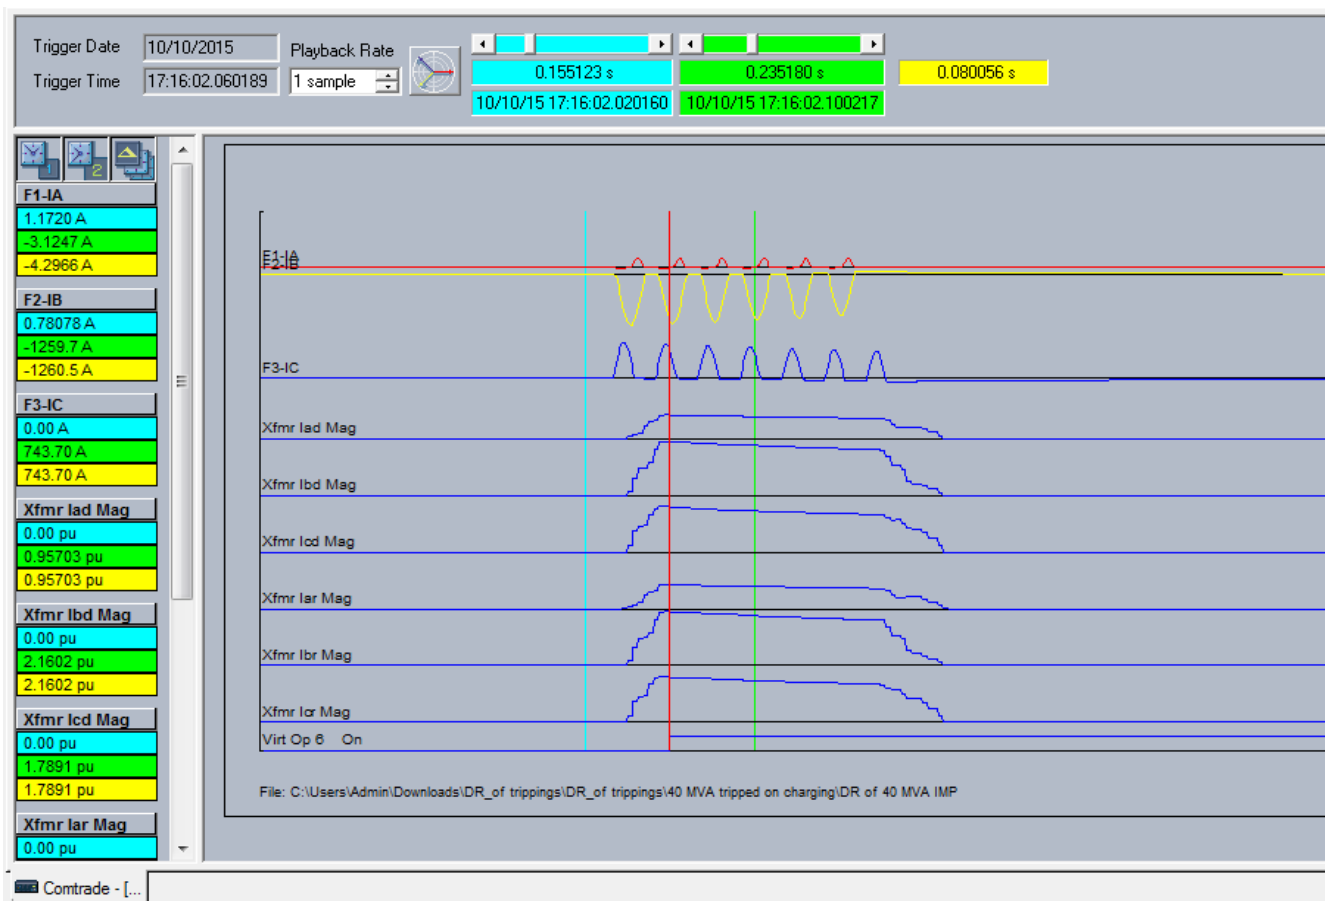 Trigger Date 10/10/2015 Playback Rate
Trigger Time 17:16:02.060189 1 sample
0.155123 s 0.235180 s 0.080056 s
10/10/15 17:16:02.020160 10/10/15 17:16:02.100217
1 2
F1-IA
1.1720 A
-3.1247 A
-4.2966 A
F2-IB
0.78078 A
-1259.7 A
-1260.5 A
F3-IC
0.00 A
743.70 A
743.70 A
Xfmr Iad Mag
0.00 pu
0.95703 pu
0.95703 pu
Xfmr Ibd Mag
0.00 pu
2.1602 pu
2.1602 pu
Xfmr Icd Mag
0.00 pu
1.7891 pu
1.7891 pu
Xfmr Iar Mag
0.00 pu
F1-IA
F2-IB
F3-IC
Xfmr Iad Mag
Xfmr Ibd Mag
Xfmr Icd Mag
Xfmr Iar Mag
Xfmr Ibr Mag
Xfmr Icr Mag
Virt Op 6 On
File: C:\Users\Admin\Downloads\DR_of trippings\DR_of trippings\40 MVA tripped on charging\DR of 40 MVA IMP
Comtrade - [...